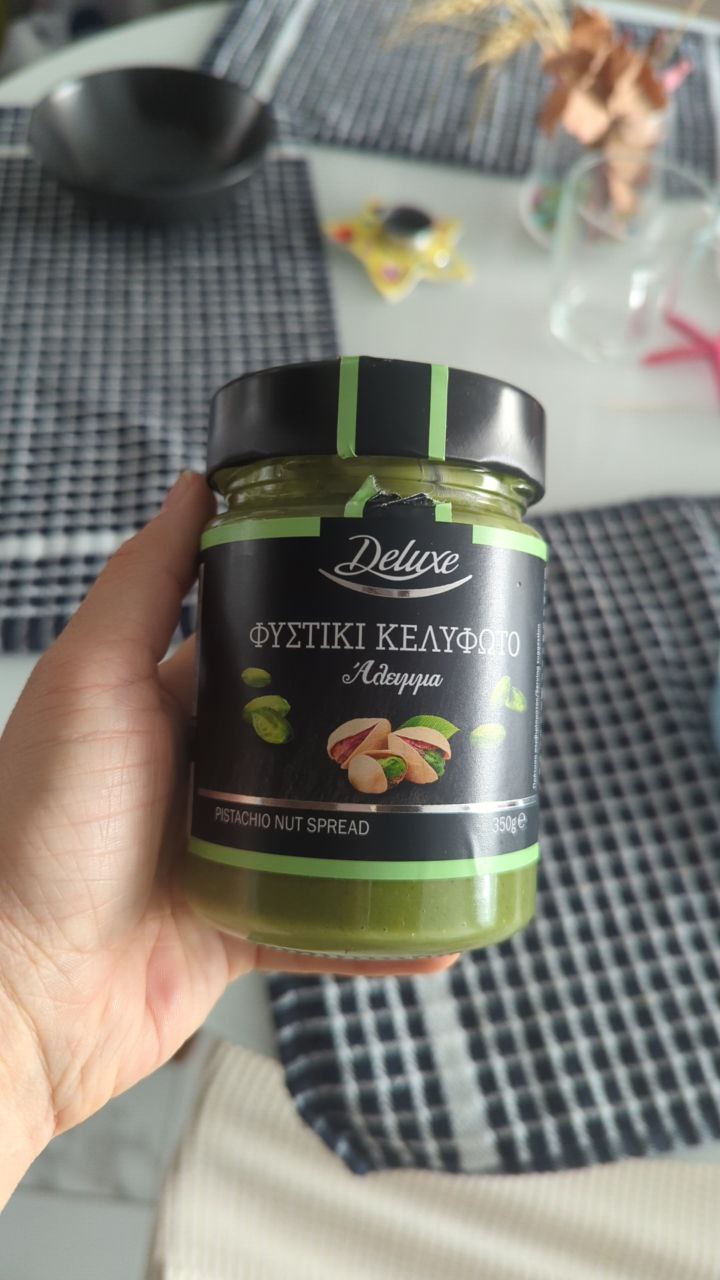 Deluxe
ΦΥΣΤΙΚΙ ΚΕΛΥΦΩΤΟ
Άλειμμα
PISTACHIO NUT SPREAD
350g ℮